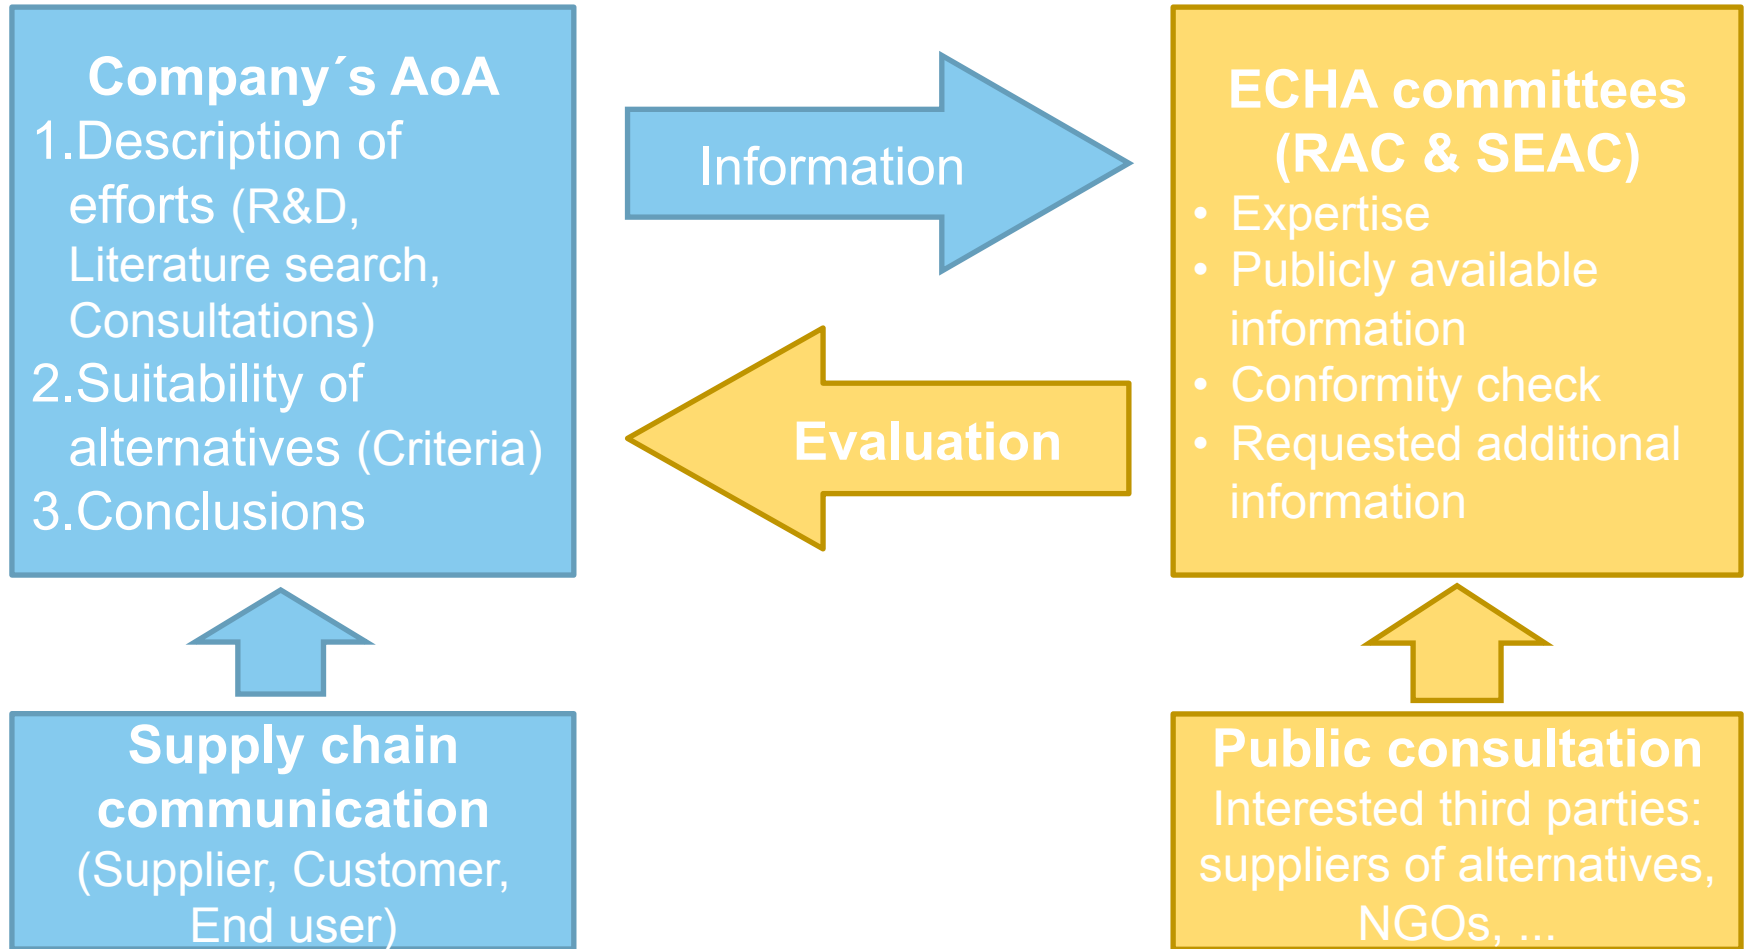 Company´s AoA
1.Description of
efforts (R&D,
Literature search,
Consultations)
2.Suitability of
alternatives (Criteria)
3.Conclusions
Information
Evaluation
ECHA committees
(RAC & SEAC)
• Expertise
• Publicly available
information
• Conformity check
• Requested additional
information
Supply chain
communication
(Supplier, Customer,
End user)
Public consultation
Interested third parties:
suppliers of alternatives,
NGOs, ...